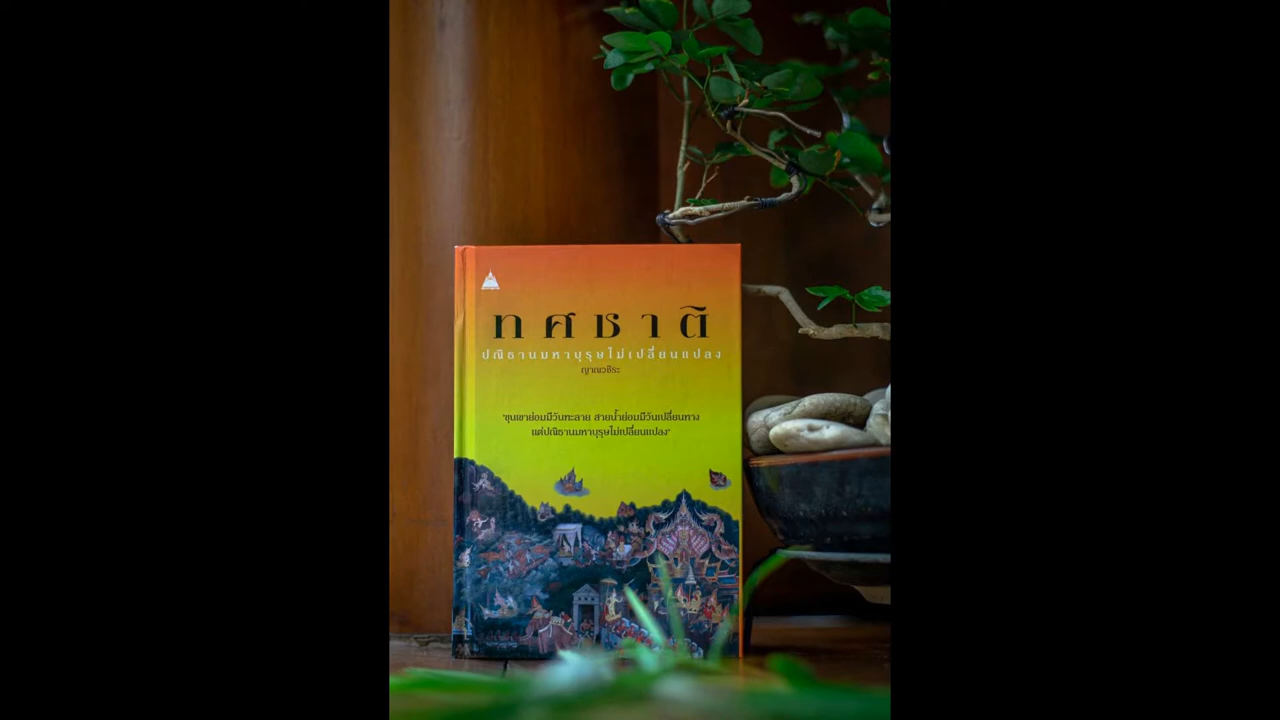 ทศชาติ
ปณิธานมหาบุรุษไม่เปลี่ยนแปลง
ญาณวชิระ
"ขุนเขาย่อมมีวันทะลาย สายน้ำย่อมมีวันเปลี่ยนทาง
แต่ปณิธานมหาบุรุษไม่เปลี่ยนแปลง"